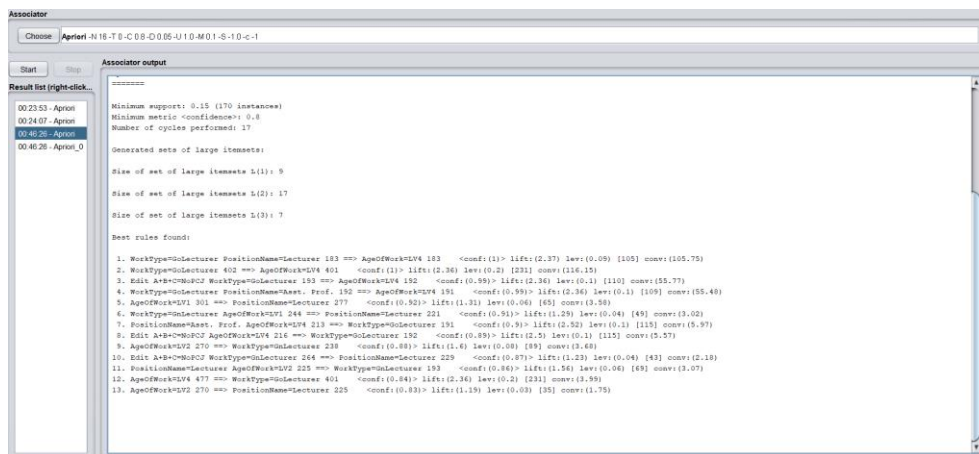 Associator
Choose Apriori -N 16 -T 0 -C 0.8 -D 0.05 -U 1.0 -M 0.1 -S -1.0 -c -1
Start Stop
Associator output
Result list (right-click...
00:23:53 - Apriori
00:24:07 - Apriori
00:46:26 - Apriori
00:46:28 - Apriori_0
=======
Minimum support: 0.15 (170 instances)
Minimum metric <confidence>: 0.8
Number of cycles performed: 17
Generated sets of large itemsets:
Size of set of large itemsets L(1): 9
Size of set of large itemsets L(2): 17
Size of set of large itemsets L(3): 7
Best rules found:
1. WorkType=GoLecturer PositionName=Lecturer 183 ==> AgeOfWork=LV4 183 <conf:(1)> lift:(2.37) lev:(0.09) [105] conv:(105.75)
2. WorkType=GoLecturer 402 ==> AgeOfWork=LV4 401 <conf:(1)> lift:(2.36) lev:(0.2) [231] conv:(116.15)
3. Edit A+B+C=NoPCJ WorkType=GoLecturer 193 ==> AgeOfWork=LV4 192 <conf:(0.99)> lift:(2.36) lev:(0.1) [110] conv:(55.77)
4. WorkType=GoLecturer PositionName=Asst. Prof. 192 ==> AgeOfWork=LV4 191 <conf:(0.99)> lift:(2.36) lev:(0.1) [109] conv:(55.48)
5. AgeOfWork=LV1 301 ==> PositionName=Lecturer 277 <conf:(0.92)> lift:(1.31) lev:(0.06) [65] conv:(3.58)
6. WorkType=GnLecturer AgeOfWork=LV1 244 ==> PositionName=Lecturer 221 <conf:(0.91)> lift:(1.29) lev:(0.04) [49] conv:(3.02)
7. PositionName=Asst. Prof. AgeOfWork=LV4 213 ==> WorkType=GoLecturer 191 <conf:(0.9)> lift:(2.52) lev:(0.1) [115] conv:(5.97)
8. Edit A+B+C=NoPCJ AgeOfWork=LV4 216 ==> WorkType=GoLecturer 192 <conf:(0.89)> lift:(2.5) lev:(0.1) [115] conv:(5.57)
9. AgeOfWork=LV2 270 ==> WorkType=GnLecturer 238 <conf:(0.88)> lift:(1.6) lev:(0.08) [89] conv:(3.68)
10. Edit A+B+C=NoPCJ WorkType=GnLecturer 264 ==> PositionName=Lecturer 229 <conf:(0.87)> lift:(1.23) lev:(0.04) [43] conv:(2.18)
11. PositionName=Lecturer AgeOfWork=LV2 225 ==> WorkType=GnLecturer 193 <conf:(0.86)> lift:(1.56) lev:(0.06) [69] conv:(3.07)
12. AgeOfWork=LV4 477 ==> WorkType=GoLecturer 401 <conf:(0.84)> lift:(2.36) lev:(0.2) [231] conv:(3.99)
13. AgeOfWork=LV2 270 ==> PositionName=Lecturer 225 <conf:(0.83)> lift:(1.19) lev:(0.03) [35] conv:(1.75)